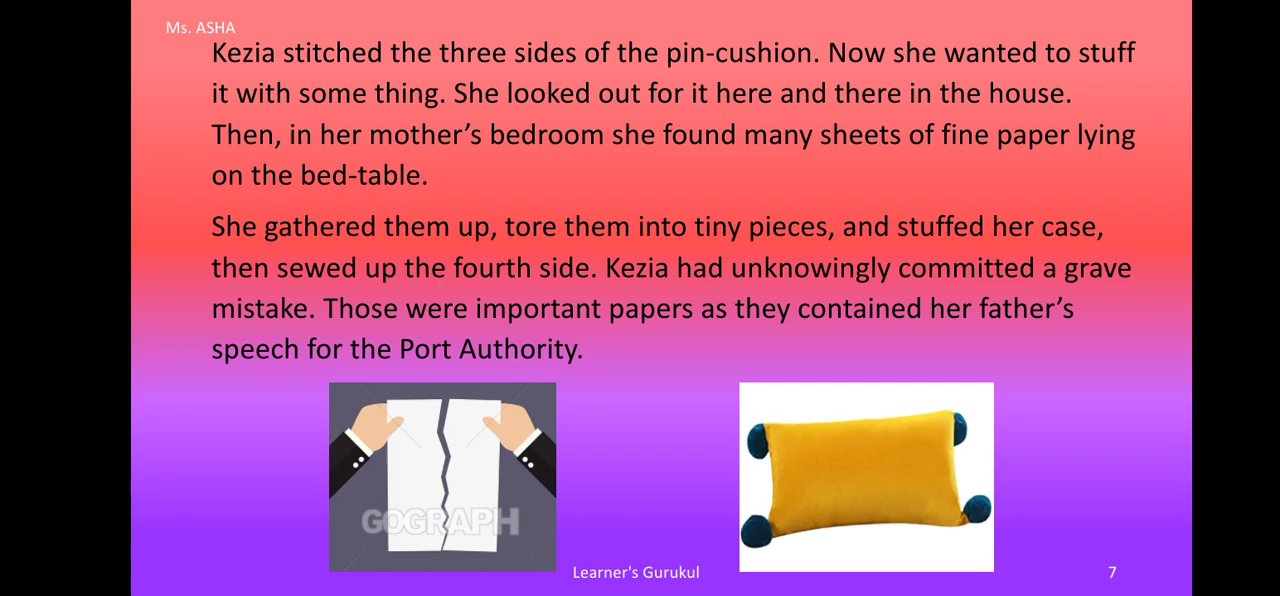 Ms. ASHA
Kezia stitched the three sides of the pin-cushion. Now she wanted to stuff
it with some thing. She looked out for it here and there in the house.
Then, in her mother’s bedroom she found many sheets of fine paper lying
on the bed-table.
She gathered them up, tore them into tiny pieces, and stuffed her case,
then sewed up the fourth side. Kezia had unknowingly committed a grave
mistake. Those were important papers as they contained her father’s
speech for the Port Authority.
GOGRAPH
Learner's Gurukul
7